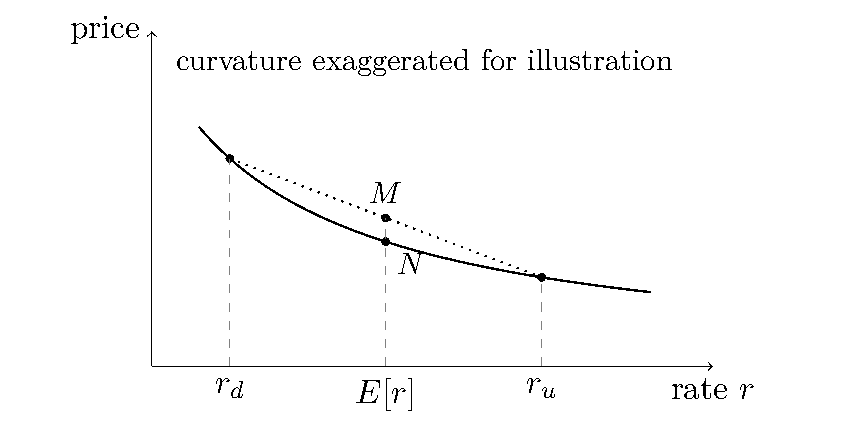 price
curvature exaggerated for illustration
M
N
r_d
E[r]
r_u
rate r